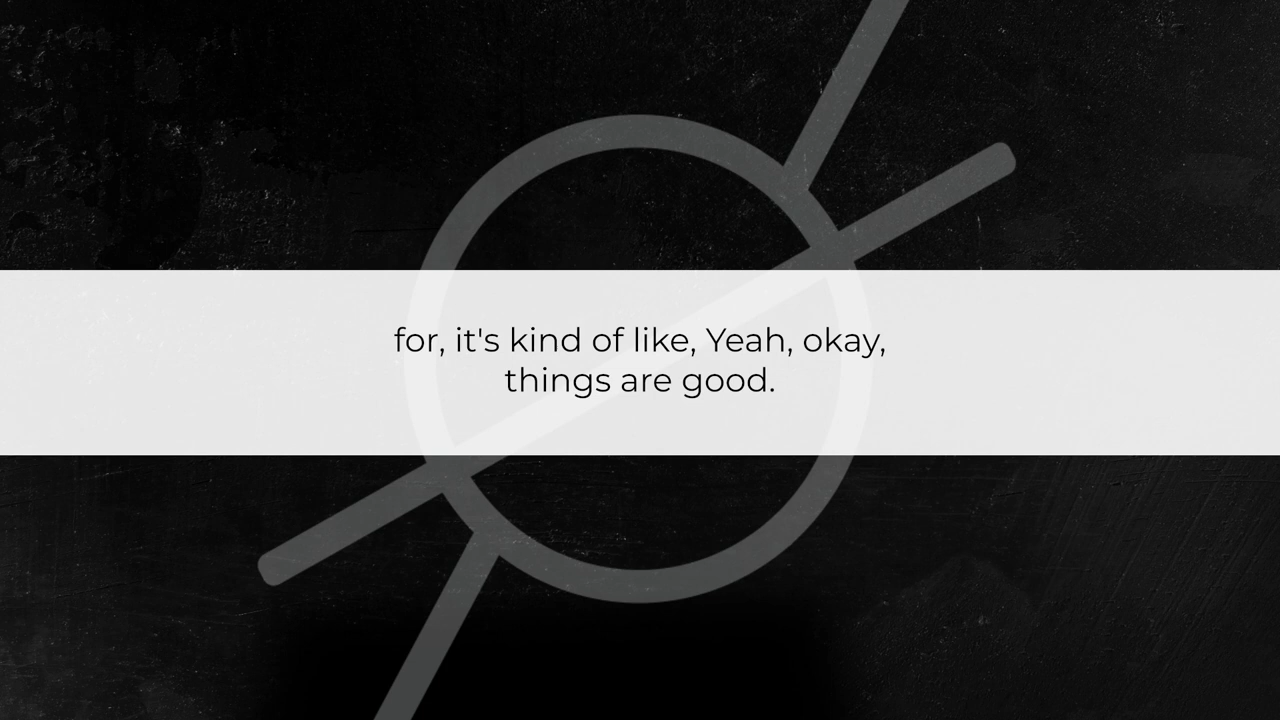 for, it's kind of like, Yeah, okay,
things are good.